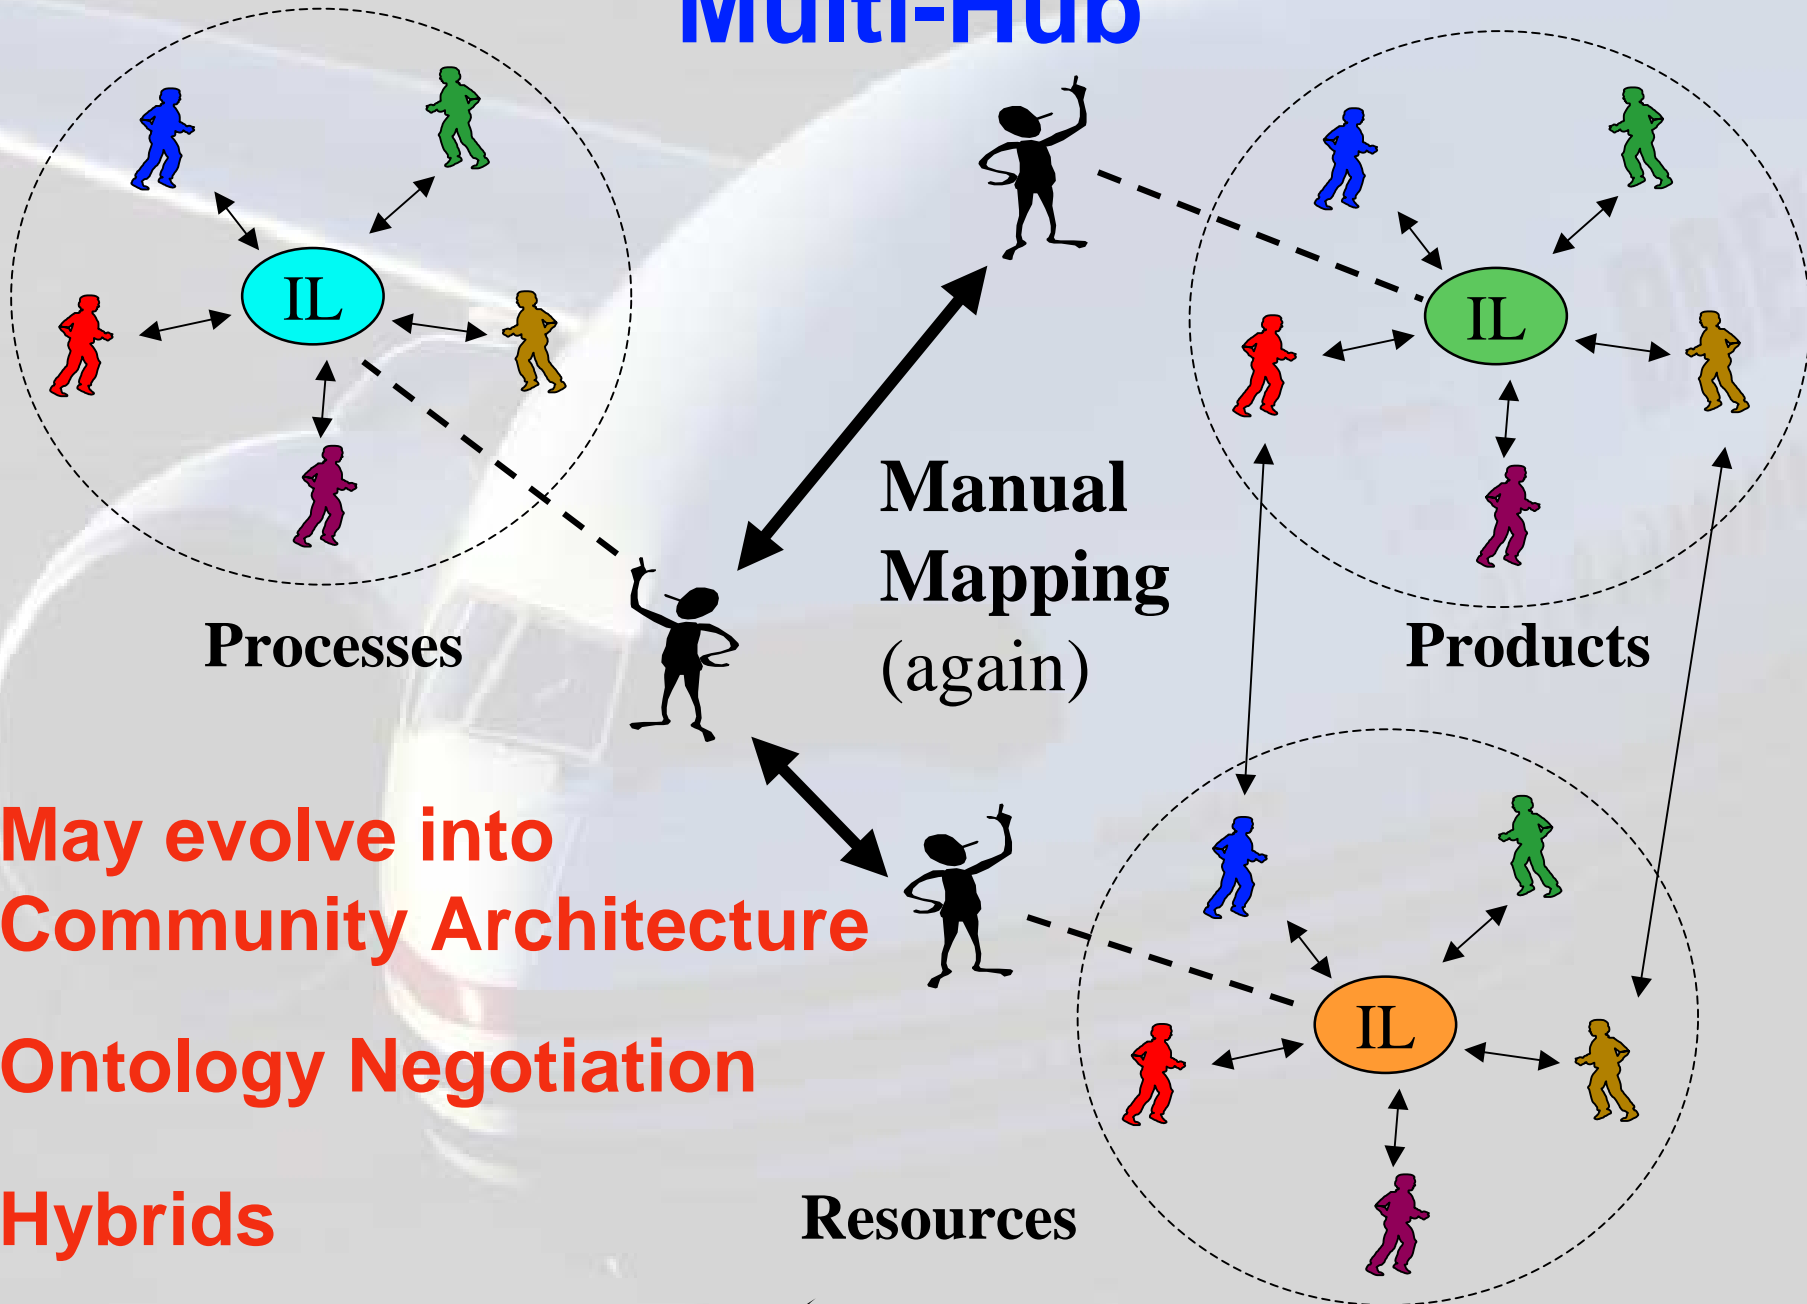 Multi-Hub
IL
IL
Manual
Mapping
(again)
Processes
Products
May evolve into
Community Architecture
IL
Ontology Negotiation
Hybrids
Resources